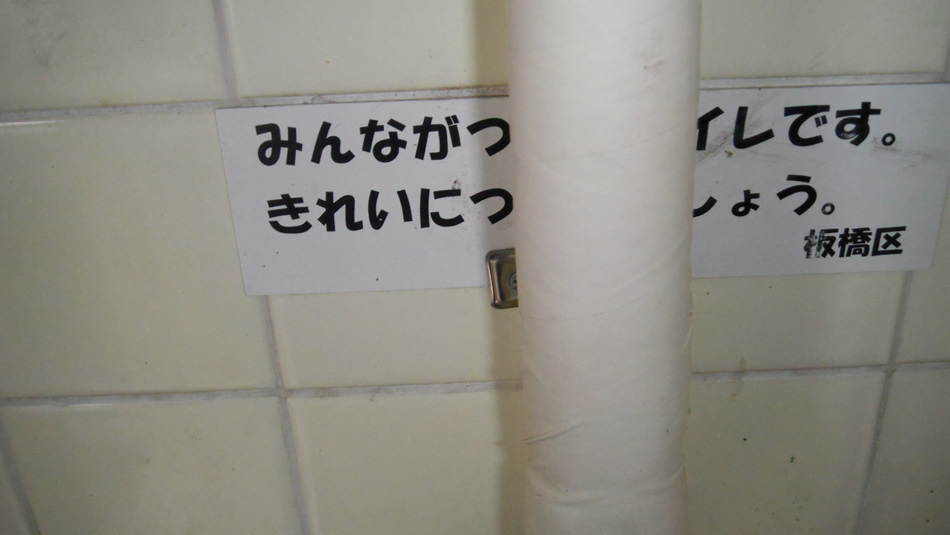 みんながつ イレです。
きれいにつ しょう。
板橋区